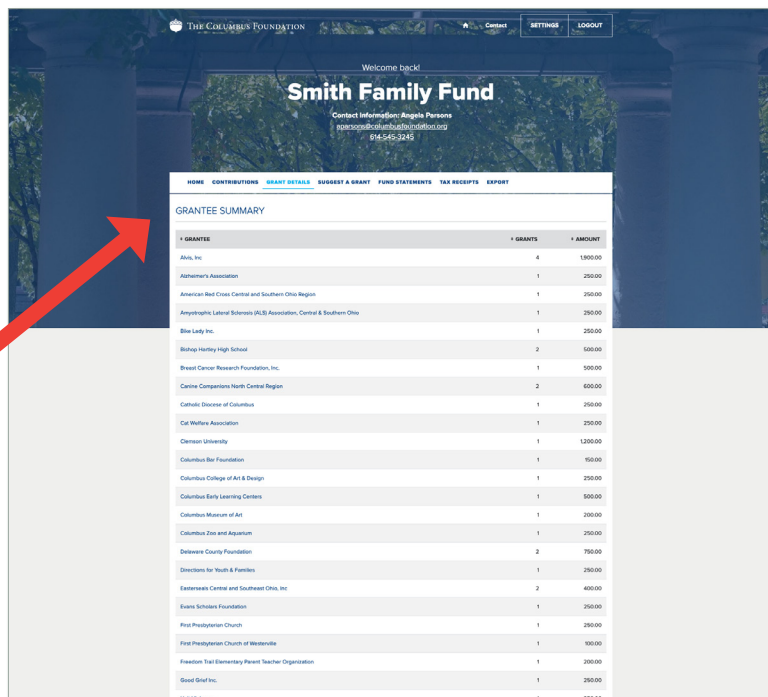 THE COLUMBUS FOUNDATION
Contact
SETTINGS
LOGOUT
Welcome back!
Smith Family Fund
Contact Information: Angela Parsons
aparsons@columbusfoundation.org
614-545-3245
HOME CONTRIBUTIONS GRANT DETAILS SUGGEST A GRANT FUND STATEMENTS TAX RECEIPTS EXPORT
GRANTEE SUMMARY
GRANTEE GRANTS AMOUNT
Alvis, Inc 4 1,900.00
Alzheimer's Association 1 250.00
American Red Cross Central and Southern Ohio Region 1 250.00
Amyotrophic Lateral Sclerosis (ALS) Association, Central & Southern Ohio 1 250.00
Bike Lady Inc. 1 250.00
Bishop Hartley High School 2 500.00
Breast Cancer Research Foundation, Inc. 1 500.00
Canine Companions North Central Region 2 600.00
Catholic Diocese of Columbus 1 250.00
Cat Welfare Association 1 250.00
Clemson University 1 1,200.00
Columbus Bar Foundation 1 150.00
Columbus College of Art & Design 1 250.00
Columbus Early Learning Centers 1 500.00
Columbus Museum of Art 1 200.00
Columbus Zoo and Aquarium 1 250.00
Delaware County Foundation 2 750.00
Directions for Youth & Families 1 250.00
Easterseals Central and Southeast Ohio, Inc 2 400.00
Evans Scholars Foundation 1 250.00
First Presbyterian Church 1 250.00
First Presbyterian Church of Westerville 1 100.00
Freedom Trail Elementary Parent Teacher Organization 1 200.00
Good Grief Inc. 1 250.00